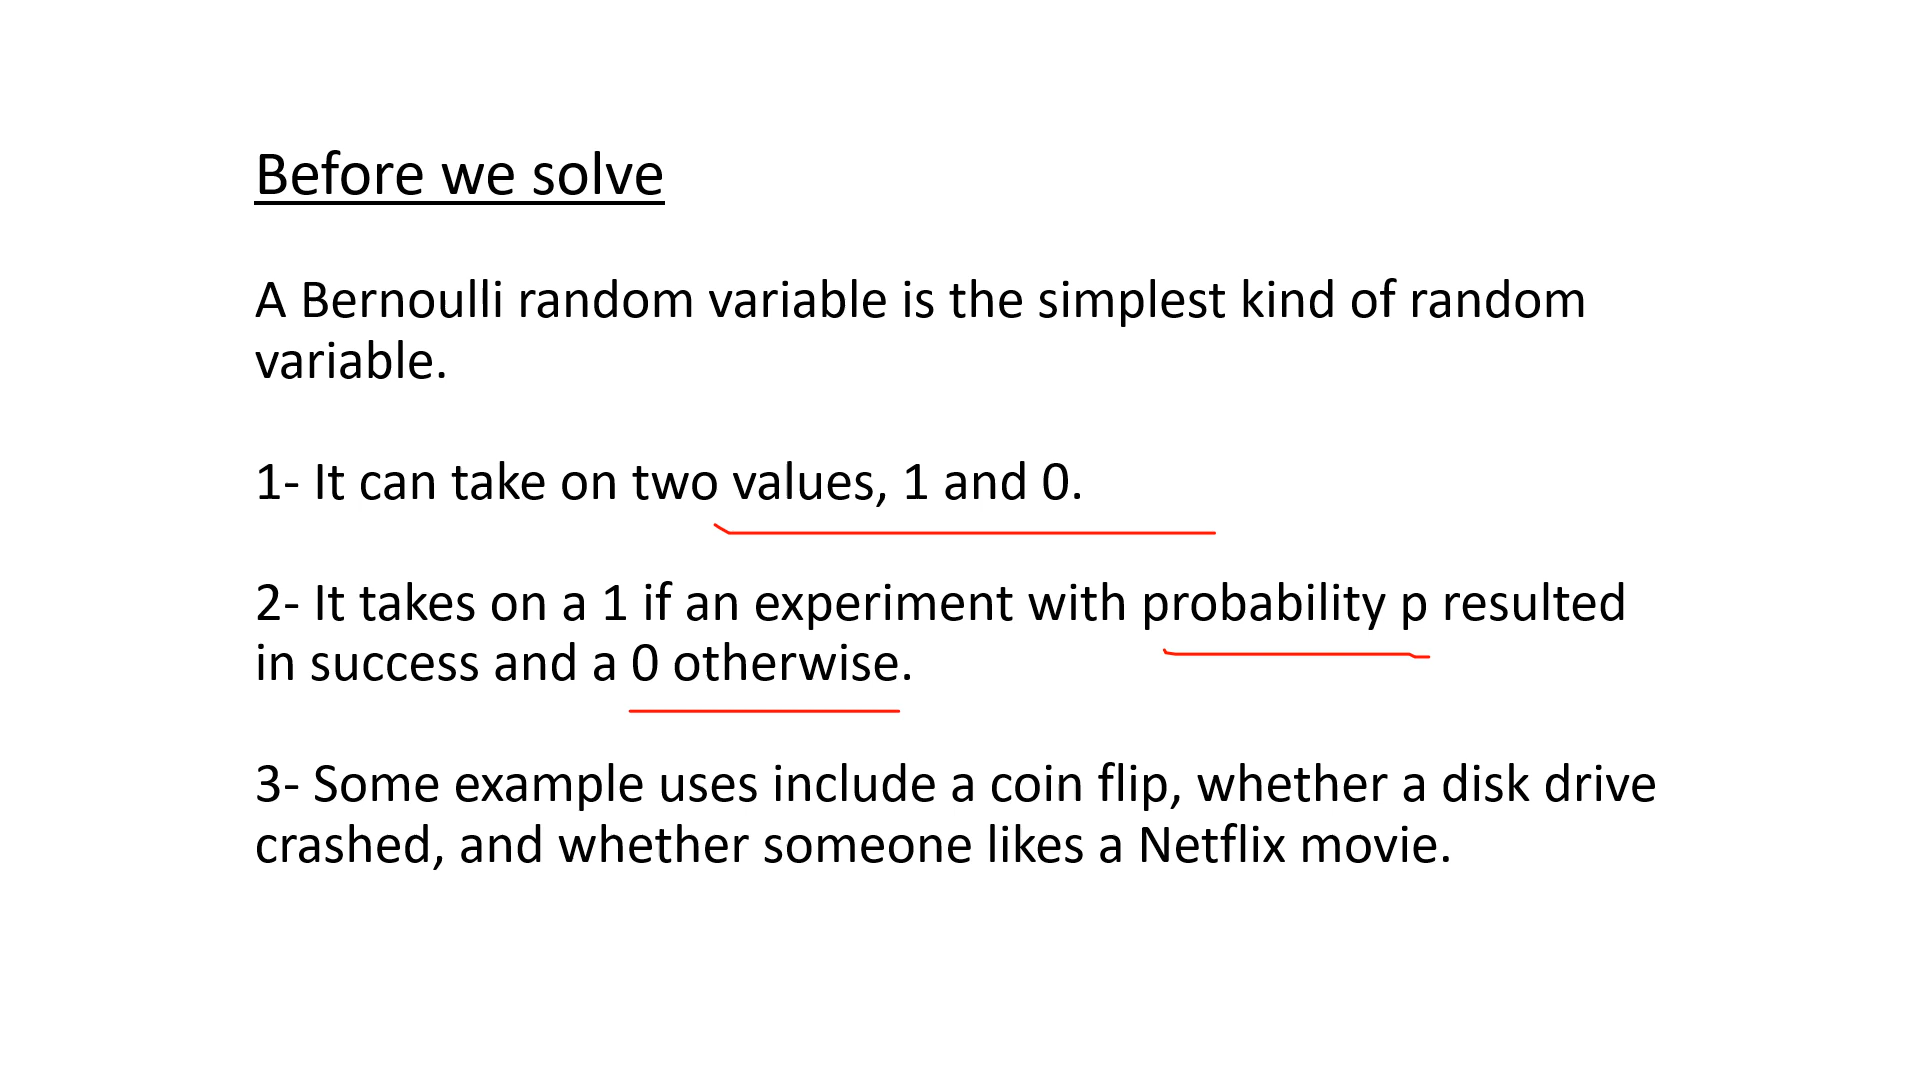 Before we solve
A Bernoulli random variable is the simplest kind of random
variable.
1- It can take on two values, 1 and 0.
2- It takes on a 1 if an experiment with probability p resulted
in success and a 0 otherwise.
3- Some example uses include a coin flip, whether a disk drive
crashed, and whether someone likes a Netflix movie.